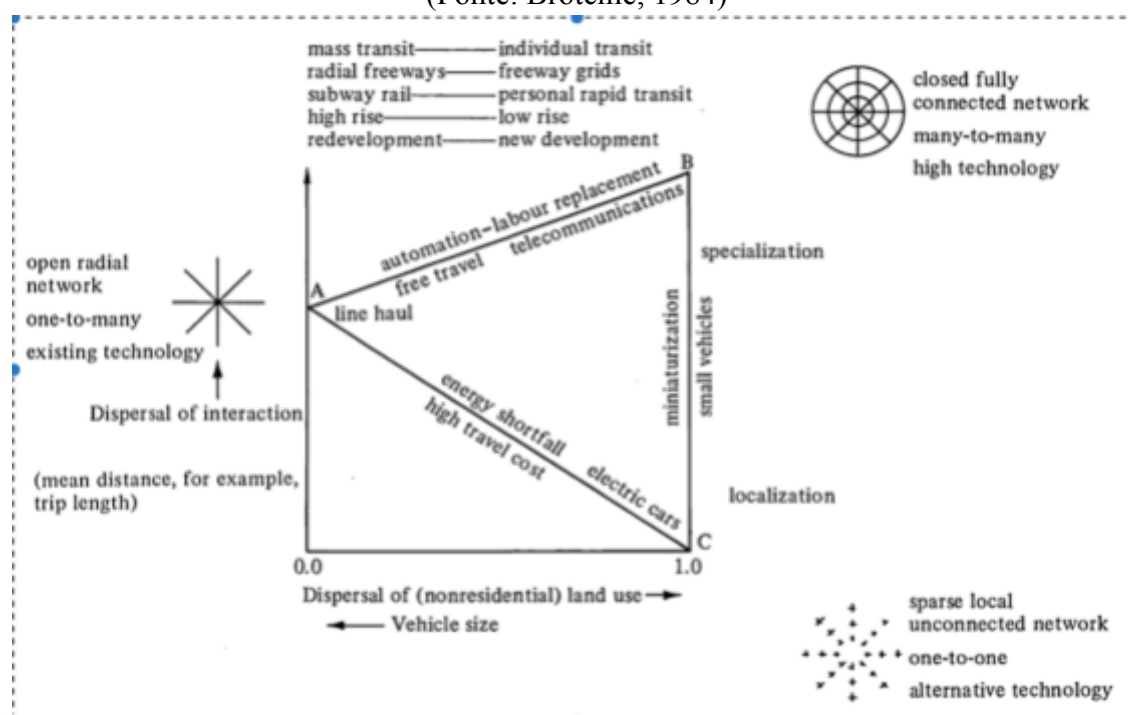 (Fonte: Brotchie, 1984)
mass transit——individual transit
radial freeways——freeway grids
subway rail——personal rapid transit
high rise——low rise
redevelopment——new development
closed fully
connected network
many-to-many
high technology
B
automation–labour replacement
free travel telecommunications
specialization
open radial
network
one-to-many
existing technology
A
line haul
miniaturization
small vehicles
Dispersal of interaction
(mean distance, for example,
trip length)
energy shortfall
high travel cost
electric cars
localization
C
0.0
1.0
Dispersal of (nonresidential) land use
Vehicle size
sparse local
unconnected network
one-to-one
alternative technology